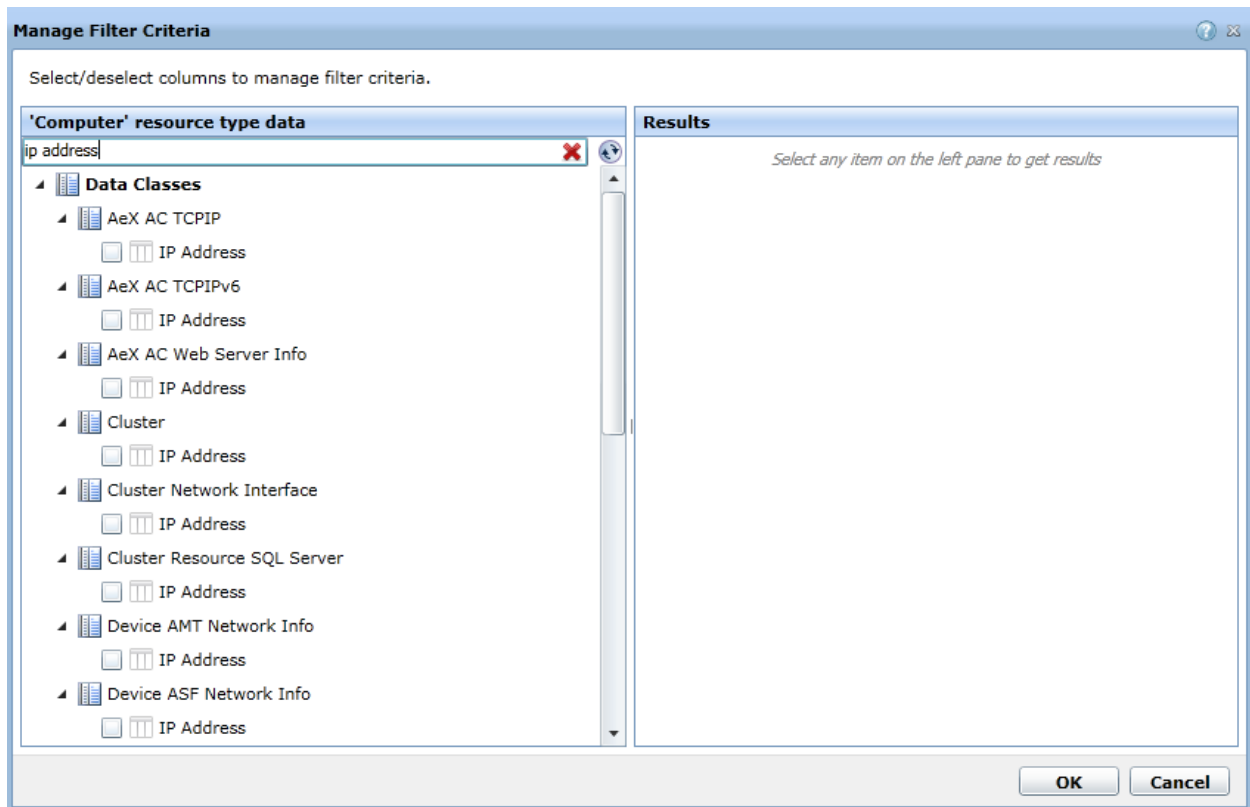 Manage Filter Criteria
Select/deselect columns to manage filter criteria.
'Computer' resource type data
ip address
Data Classes
AeX AC TCPIP
IP Address
AeX AC TCPIPv6
IP Address
AeX AC Web Server Info
IP Address
Cluster
IP Address
Cluster Network Interface
IP Address
Cluster Resource SQL Server
IP Address
Device AMT Network Info
IP Address
Device ASF Network Info
IP Address
Results
Select any item on the left pane to get results
OK
Cancel